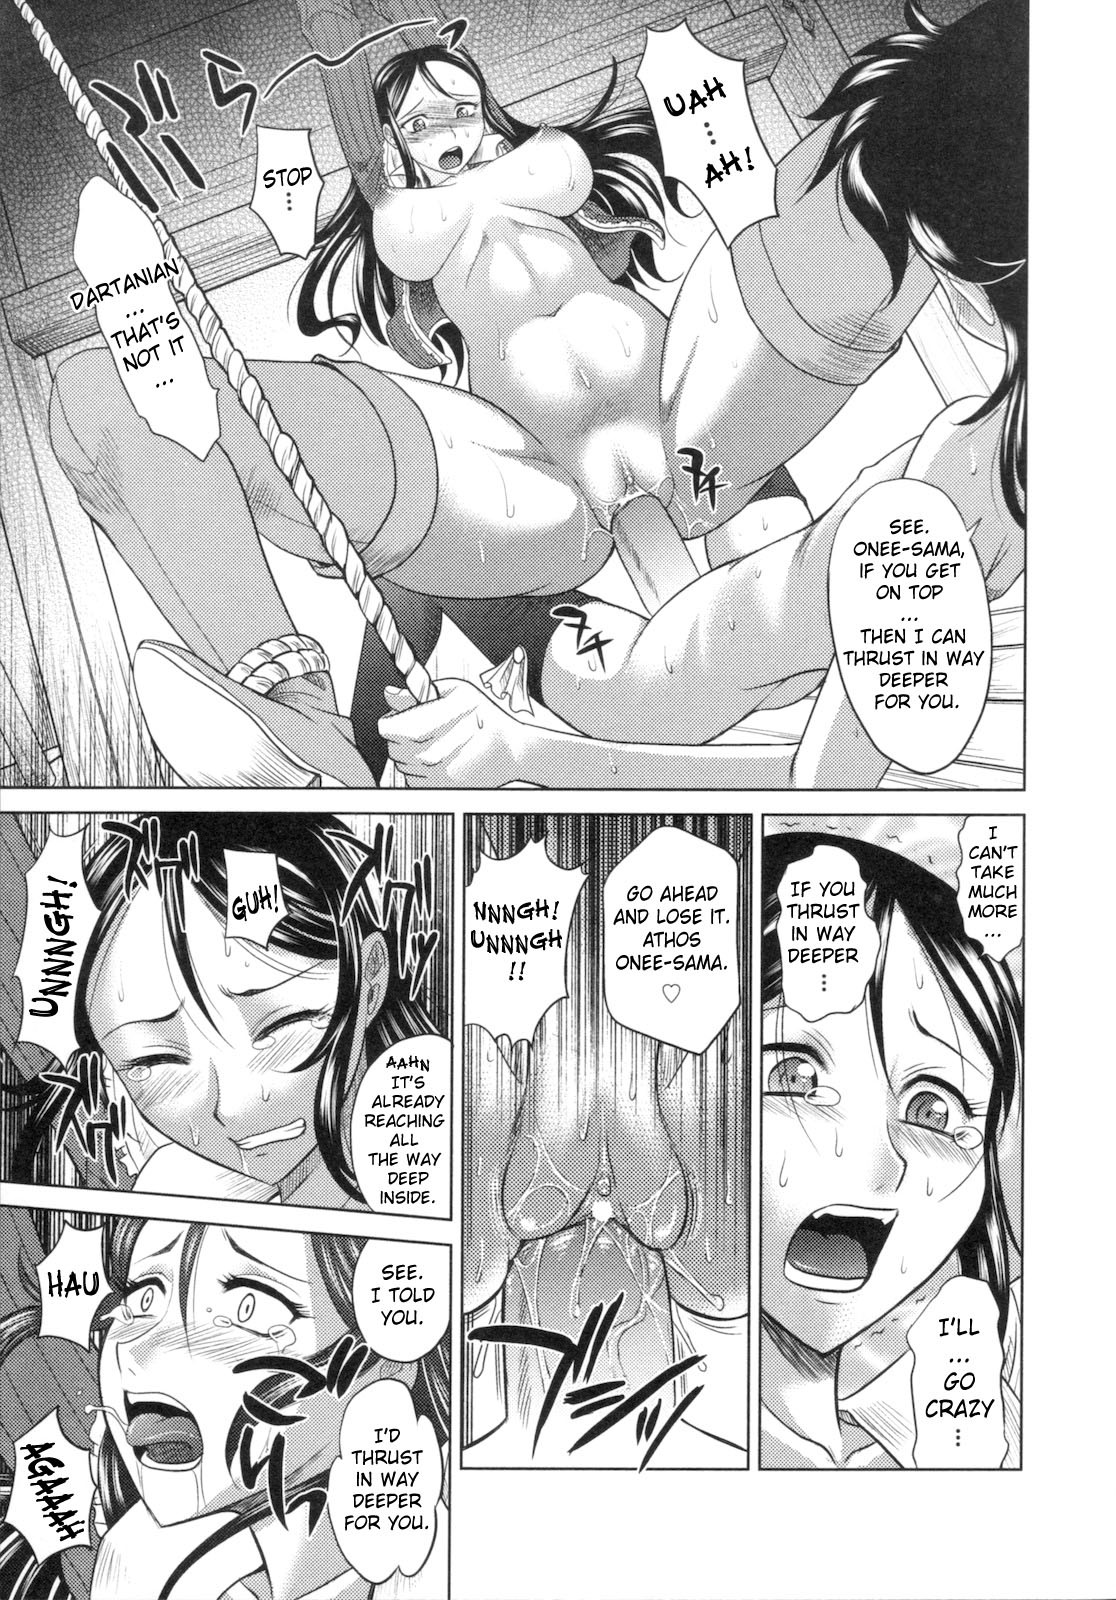 UAH
……
AH!
STOP
…
DARTANIAN
…
THAT'S
NOT IT
…
SEE.
ONEE-SAMA,
IF YOU GET
ON TOP
…
THEN I CAN
THRUST IN WAY
DEEPER
FOR YOU.
I
CAN'T
TAKE
MUCH
MORE
…
IF YOU
THRUST
IN WAY
DEEPER
…
I'LL
…
GO
CRAZY
…
GO AHEAD
AND LOSE IT.
ATHOS
ONEE-SAMA.
♡
NNNGH!
UNNNGH
!!
GUH!
UNNNGH!
AAHN
IT'S
ALREADY
REACHING
ALL
THE WAY
DEEP
INSIDE.
SEE.
I TOLD
YOU.
HAU
I'D
THRUST
IN WAY
DEEPER
FOR YOU.
AGAAAH